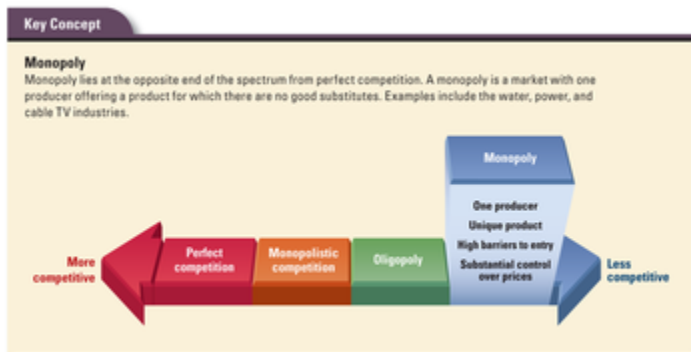 Key Concept
Monopoly
Monopoly lies at the opposite end of the spectrum from perfect competition. A monopoly is a market with one
producer offering a product for which there are no good substitutes. Examples include the water, power, and
cable TV industries.
Monopoly
One producer
Unique product
High barriers to entry
Substantial control
over prices
More
competitive
Perfect
competition
Monopolistic
competition
Oligopoly
Less
competitive